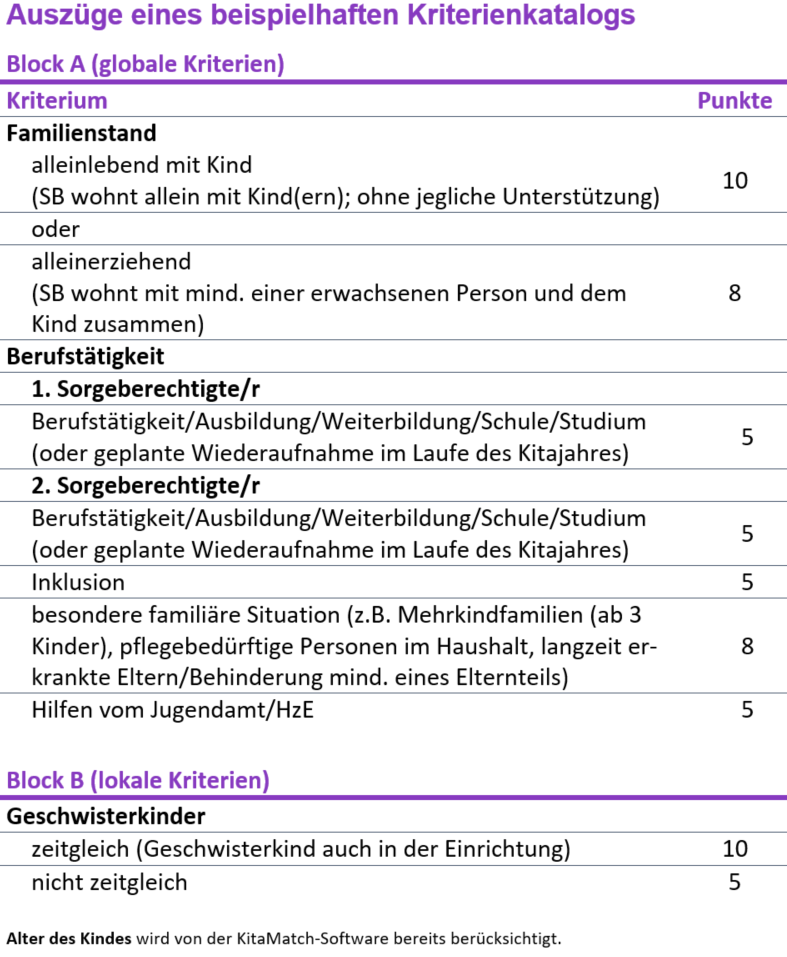 Auszüge eines beispielhaften Kriterienkatalogs
Block A (globale Kriterien)
Kriterium Punkte
Familienstand
alleinlebend mit Kind
(SB wohnt allein mit Kind(ern); ohne jegliche Unterstützung) 10
oder
alleinerziehend
(SB wohnt mit mind. einer erwachsenen Person und dem 8
Kind zusammen)
Berufstätigkeit
1. Sorgeberechtigte/r
Berufstätigkeit/Ausbildung/Weiterbildung/Schule/Studium 5
(oder geplante Wiederaufnahme im Laufe des Kitajahres)
2. Sorgeberechtigte/r
Berufstätigkeit/Ausbildung/Weiterbildung/Schule/Studium 5
(oder geplante Wiederaufnahme im Laufe des Kitajahres)
Inklusion 5
besondere familiäre Situation (z.B. Mehrkindfamilien (ab 3
Kinder), pflegebedürftige Personen im Haushalt, langzeit er- 8
krankte Eltern/Behinderung mind. eines Elternteils)
Hilfen vom Jugendamt/HzE 5
Block B (lokale Kriterien)
Geschwisterkinder
zeitgleich (Geschwisterkind auch in der Einrichtung) 10
nicht zeitgleich 5
Alter des Kindes wird von der KitaMatch-Software bereits berücksichtigt.